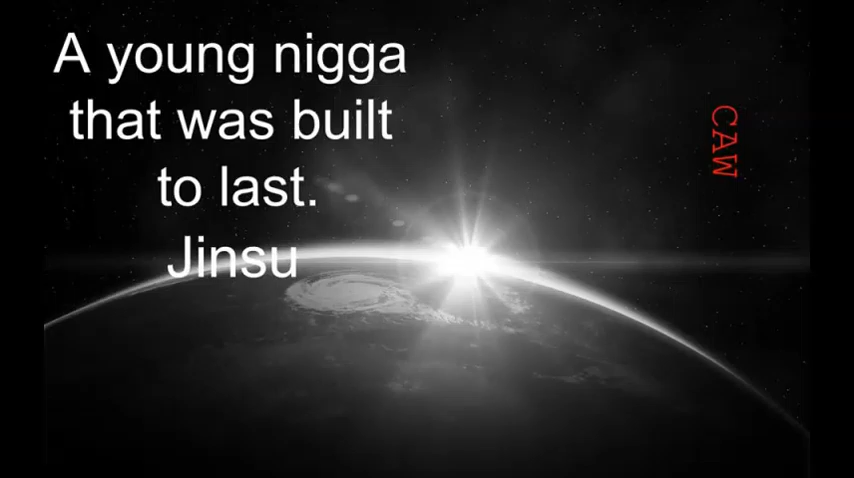 A young nigga
that was built
to last.
Jinsu
CAW